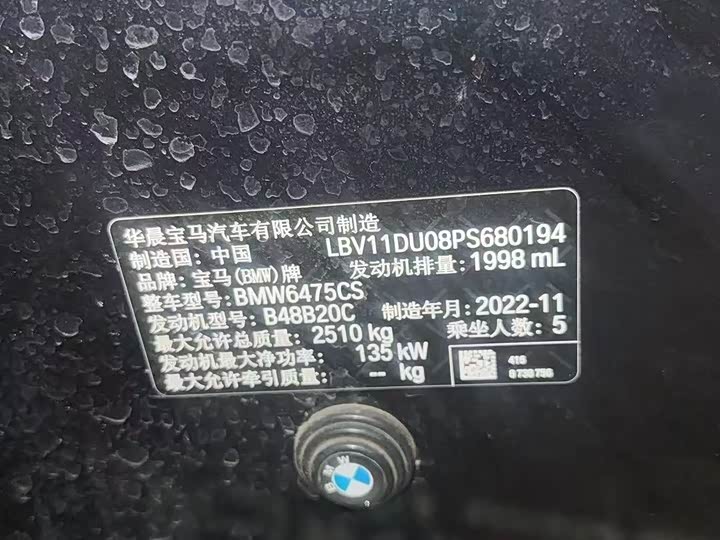 华晨宝马汽车有限公司制造
制造国: 中国 LBV11DU08PS680194
品牌: 宝马(BMW)牌 发动机排量: 1998 mL
整车型号: BMW6475CS
发动机型号: B48B20C 制造年月: 2022-11
最大允许总质量: 2510 kg 乘坐人数: 5
发动机最大净功率: 135 kW
最大允许牵引质量: -- kg
416
BMW